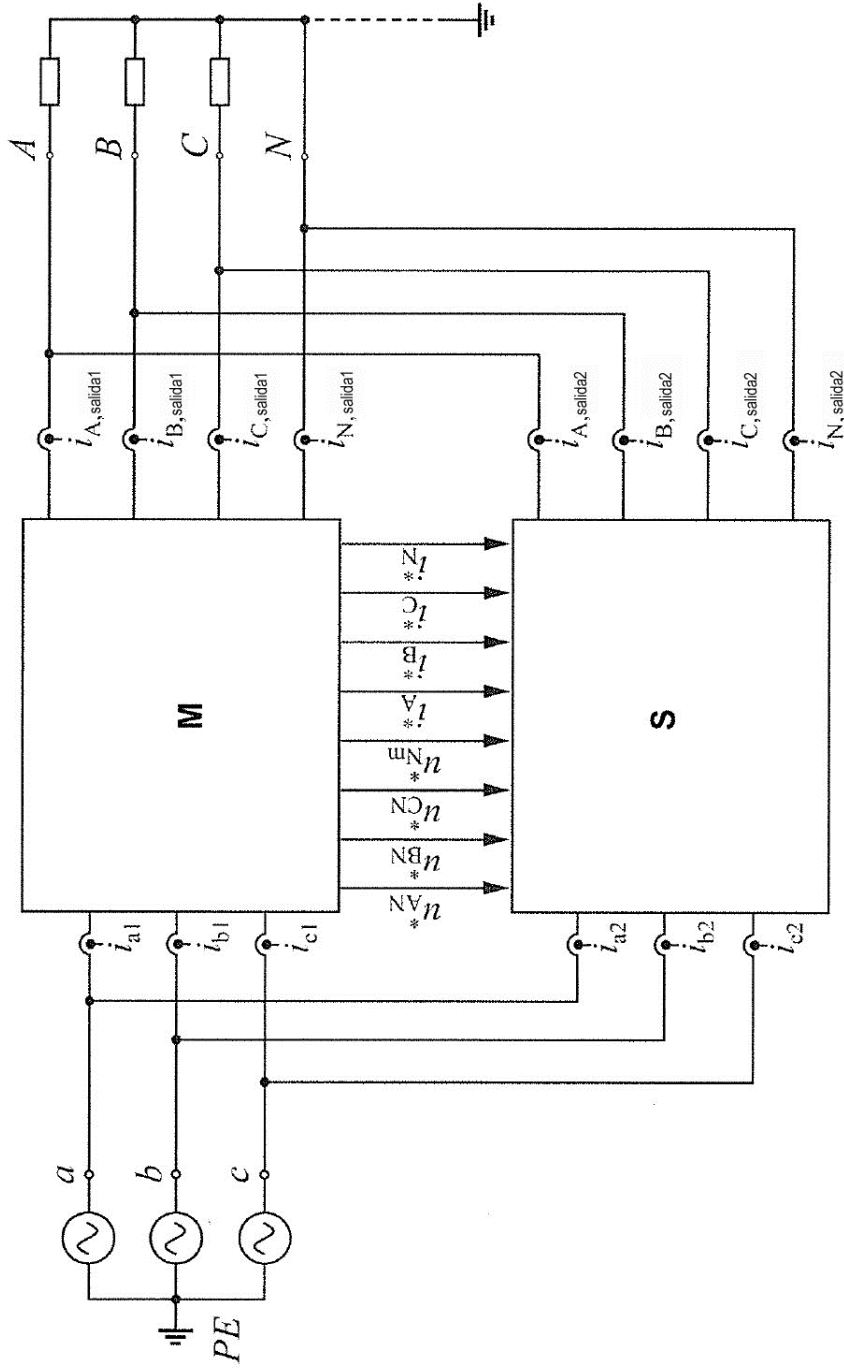 A
B
C
N
i_A,salida1
i_B,salida1
i_C,salida1
i_N,salida1
i_A,salida2
i_B,salida2
i_C,salida2
i_N,salida2
M
i*_N
i*_C
i*_B
i*_A
u*_Nm
u*_CN
u*_BN
u*_AN
S
i_a1
i_b1
i_c1
i_a2
i_b2
i_c2
a
b
c
PE